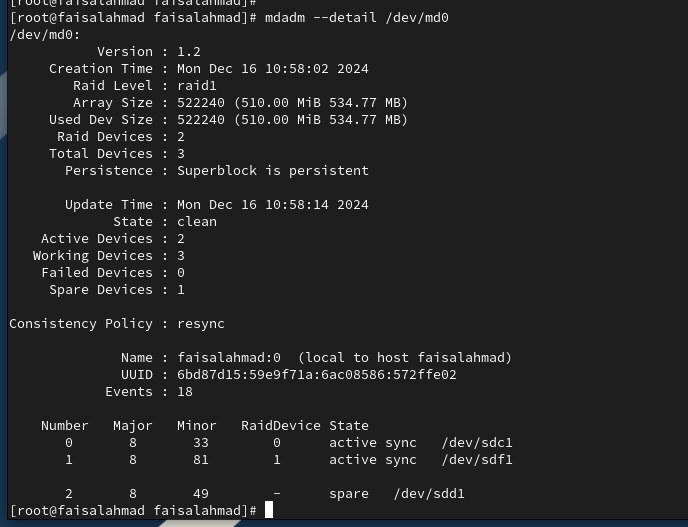 [root@faisalahmad faisalahmad]#
[root@faisalahmad faisalahmad]# mdadm --detail /dev/md0
/dev/md0:
           Version : 1.2
     Creation Time : Mon Dec 16 10:58:02 2024
        Raid Level : raid1
        Array Size : 522240 (510.00 MiB 534.77 MB)
     Used Dev Size : 522240 (510.00 MiB 534.77 MB)
      Raid Devices : 2
     Total Devices : 3
       Persistence : Superblock is persistent

       Update Time : Mon Dec 16 10:58:14 2024
             State : clean
    Active Devices : 2
   Working Devices : 3
    Failed Devices : 0
     Spare Devices : 1

Consistency Policy : resync

              Name : faisalahmad:0  (local to host faisalahmad)
              UUID : 6bd87d15:59e9f71a:6ac08586:572ffe02
            Events : 18

    Number   Major   Minor   RaidDevice State
       0       8       33        0      active sync   /dev/sdc1
       1       8       81        1      active sync   /dev/sdf1

       2       8       49        -      spare   /dev/sdd1
[root@faisalahmad faisalahmad]#